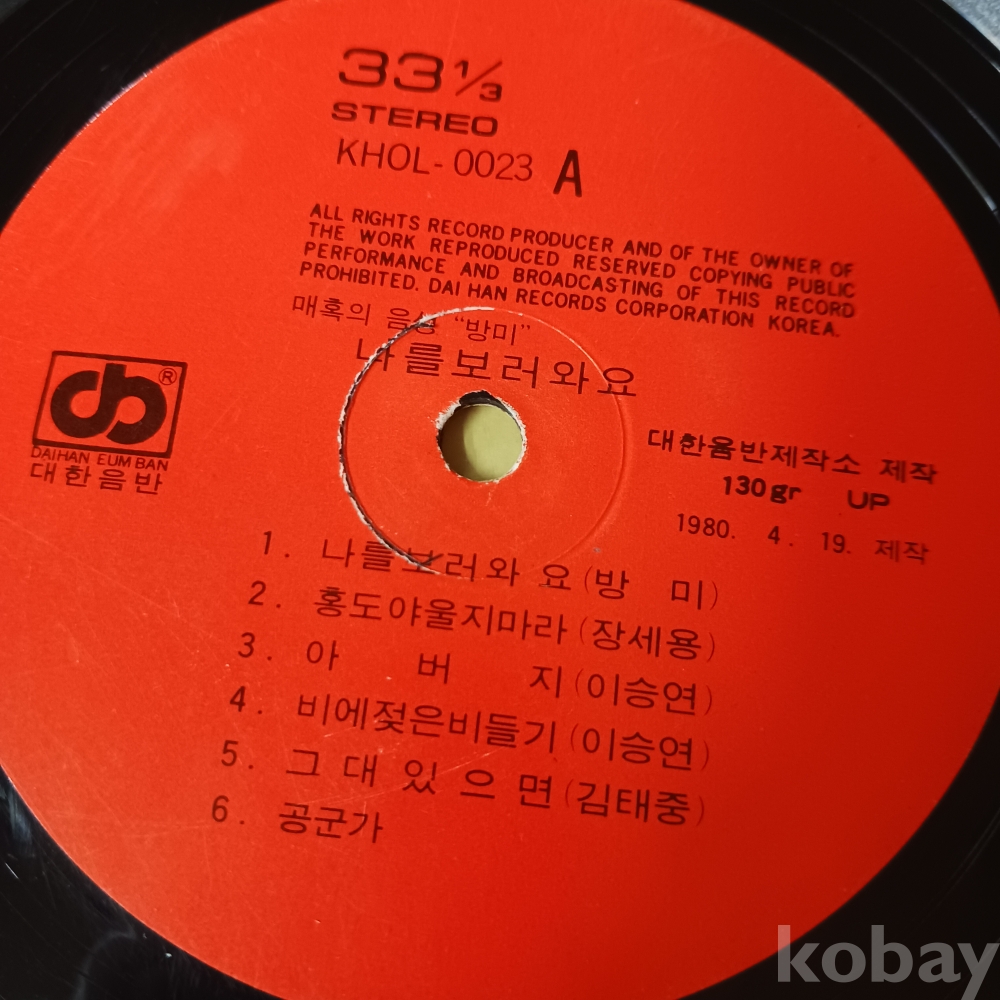 33 1/3
STEREO
KHOL-0023 A
ALL RIGHTS RECORD PRODUCER AND OF THE OWNER OF
THE WORK REPRODUCED RESERVED COPYING PUBLIC
PERFORMANCE AND BROADCASTING OF THIS RECORD
PROHIBITED. DAI HAN RECORDS CORPORATION KOREA.
매혹의 음성 “방미”
나를보러와요
db®
DAIHAN EUM BAN
대한음반
대한음반제작소 제작
130gr UP
1980. 4. 19. 제작
1. 나를보러와 요(방 미)
2. 홍도야울지마라(장세용)
3. 아 버 지(이승연)
4. 비에젖은비들기(이승연)
5. 그 대 있 으 면(김태중)
6. 공군가
kobay